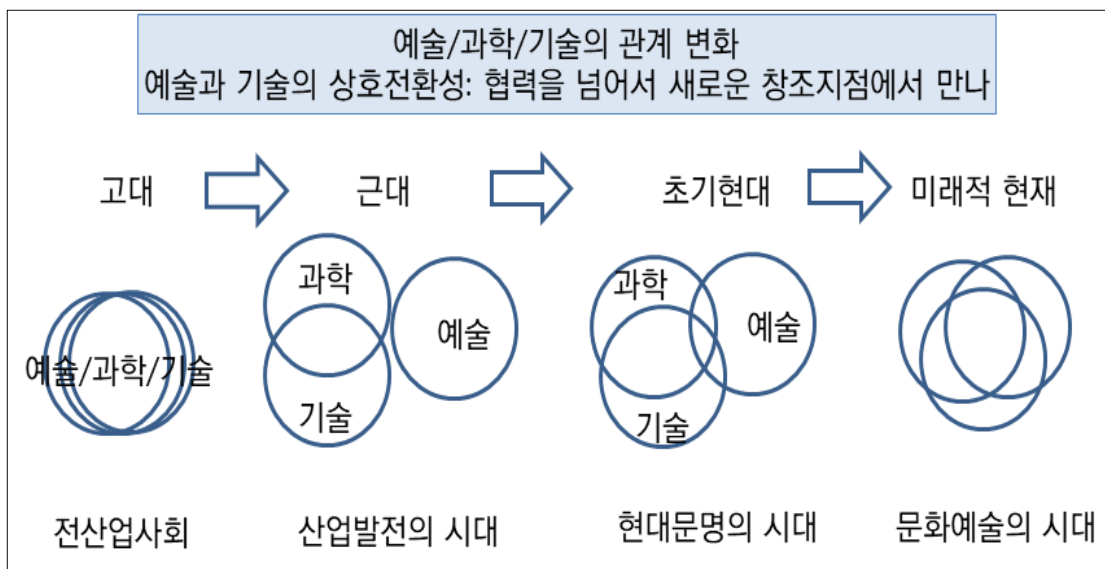 예술/과학/기술의 관계 변화
예술과 기술의 상호전환성: 협력을 넘어서 새로운 창조지점에서 만나
고대
근대
초기현대
미래적 현재
예술/과학/기술
과학
예술
기술
과학
예술
기술
전산업사회
산업발전의 시대
현대문명의 시대
문화예술의 시대